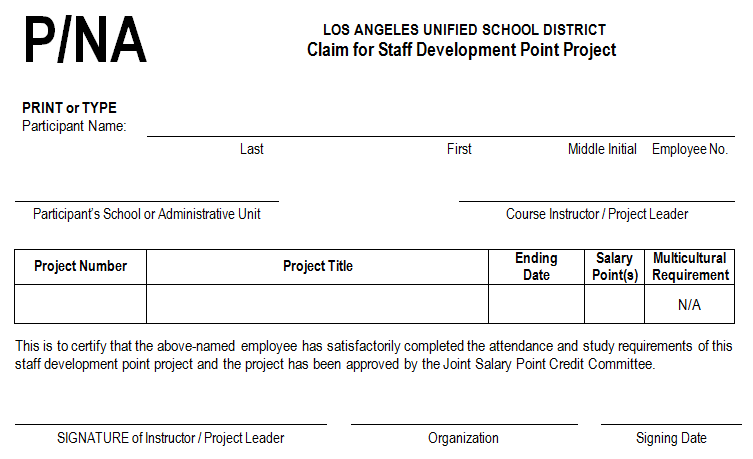 P/NA
LOS ANGELES UNIFIED SCHOOL DISTRICT
Claim for Staff Development Point Project
PRINT or TYPE
Participant Name:
Last First Middle Initial Employee No.
Participant's School or Administrative Unit Course Instructor / Project Leader
Project Number Project Title Ending Date Salary Point(s) Multicultural Requirement
N/A
This is to certify that the above-named employee has satisfactorily completed the attendance and study requirements of this
staff development point project and the project has been approved by the Joint Salary Point Credit Committee.
SIGNATURE of Instructor / Project Leader Organization Signing Date